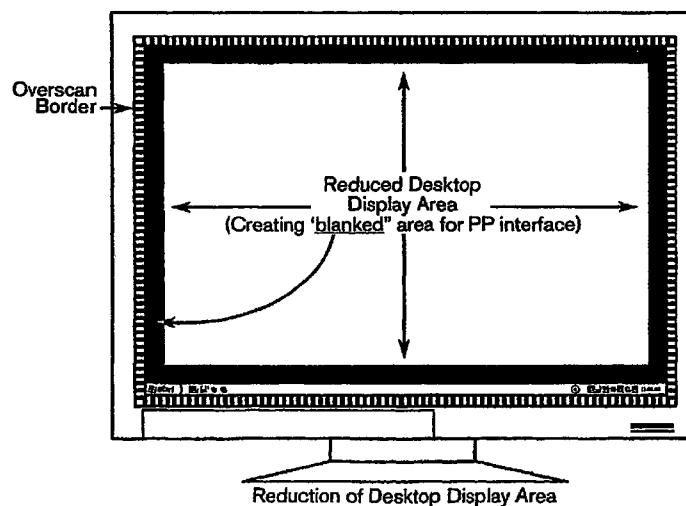 Overscan
Border
Reduced Desktop
Display Area
(Creating 'blanked" area for PP interface)
Reduction of Desktop Display Area